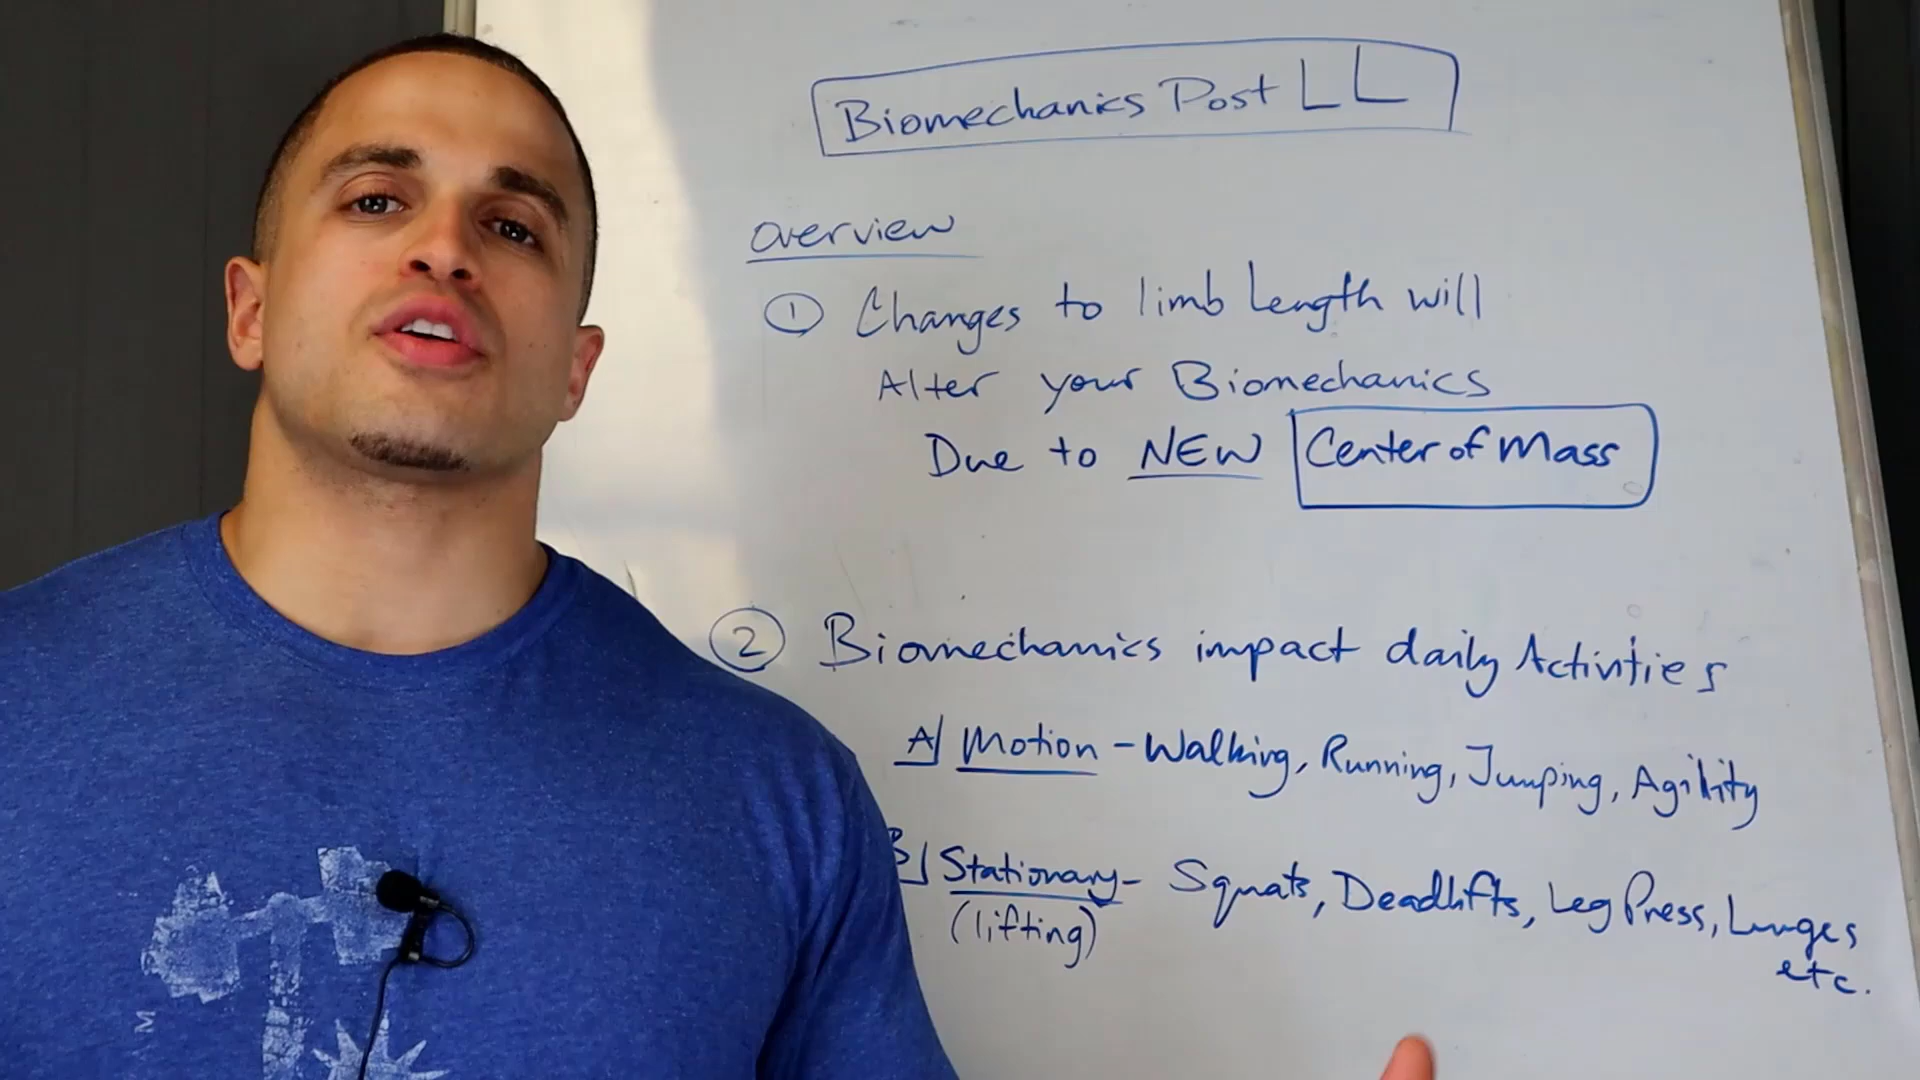 Biomechanics Post LL
Overview
① Changes to limb Length will
Alter your Biomechanics
Due to NEW Center of Mass
② Biomechanics impact daily Activities
A) Motion - Walking, Running, Jumping, Agility
B) Stationary - Squats, Deadlifts, Leg Press, Lunges
(lifting)
etc.
M